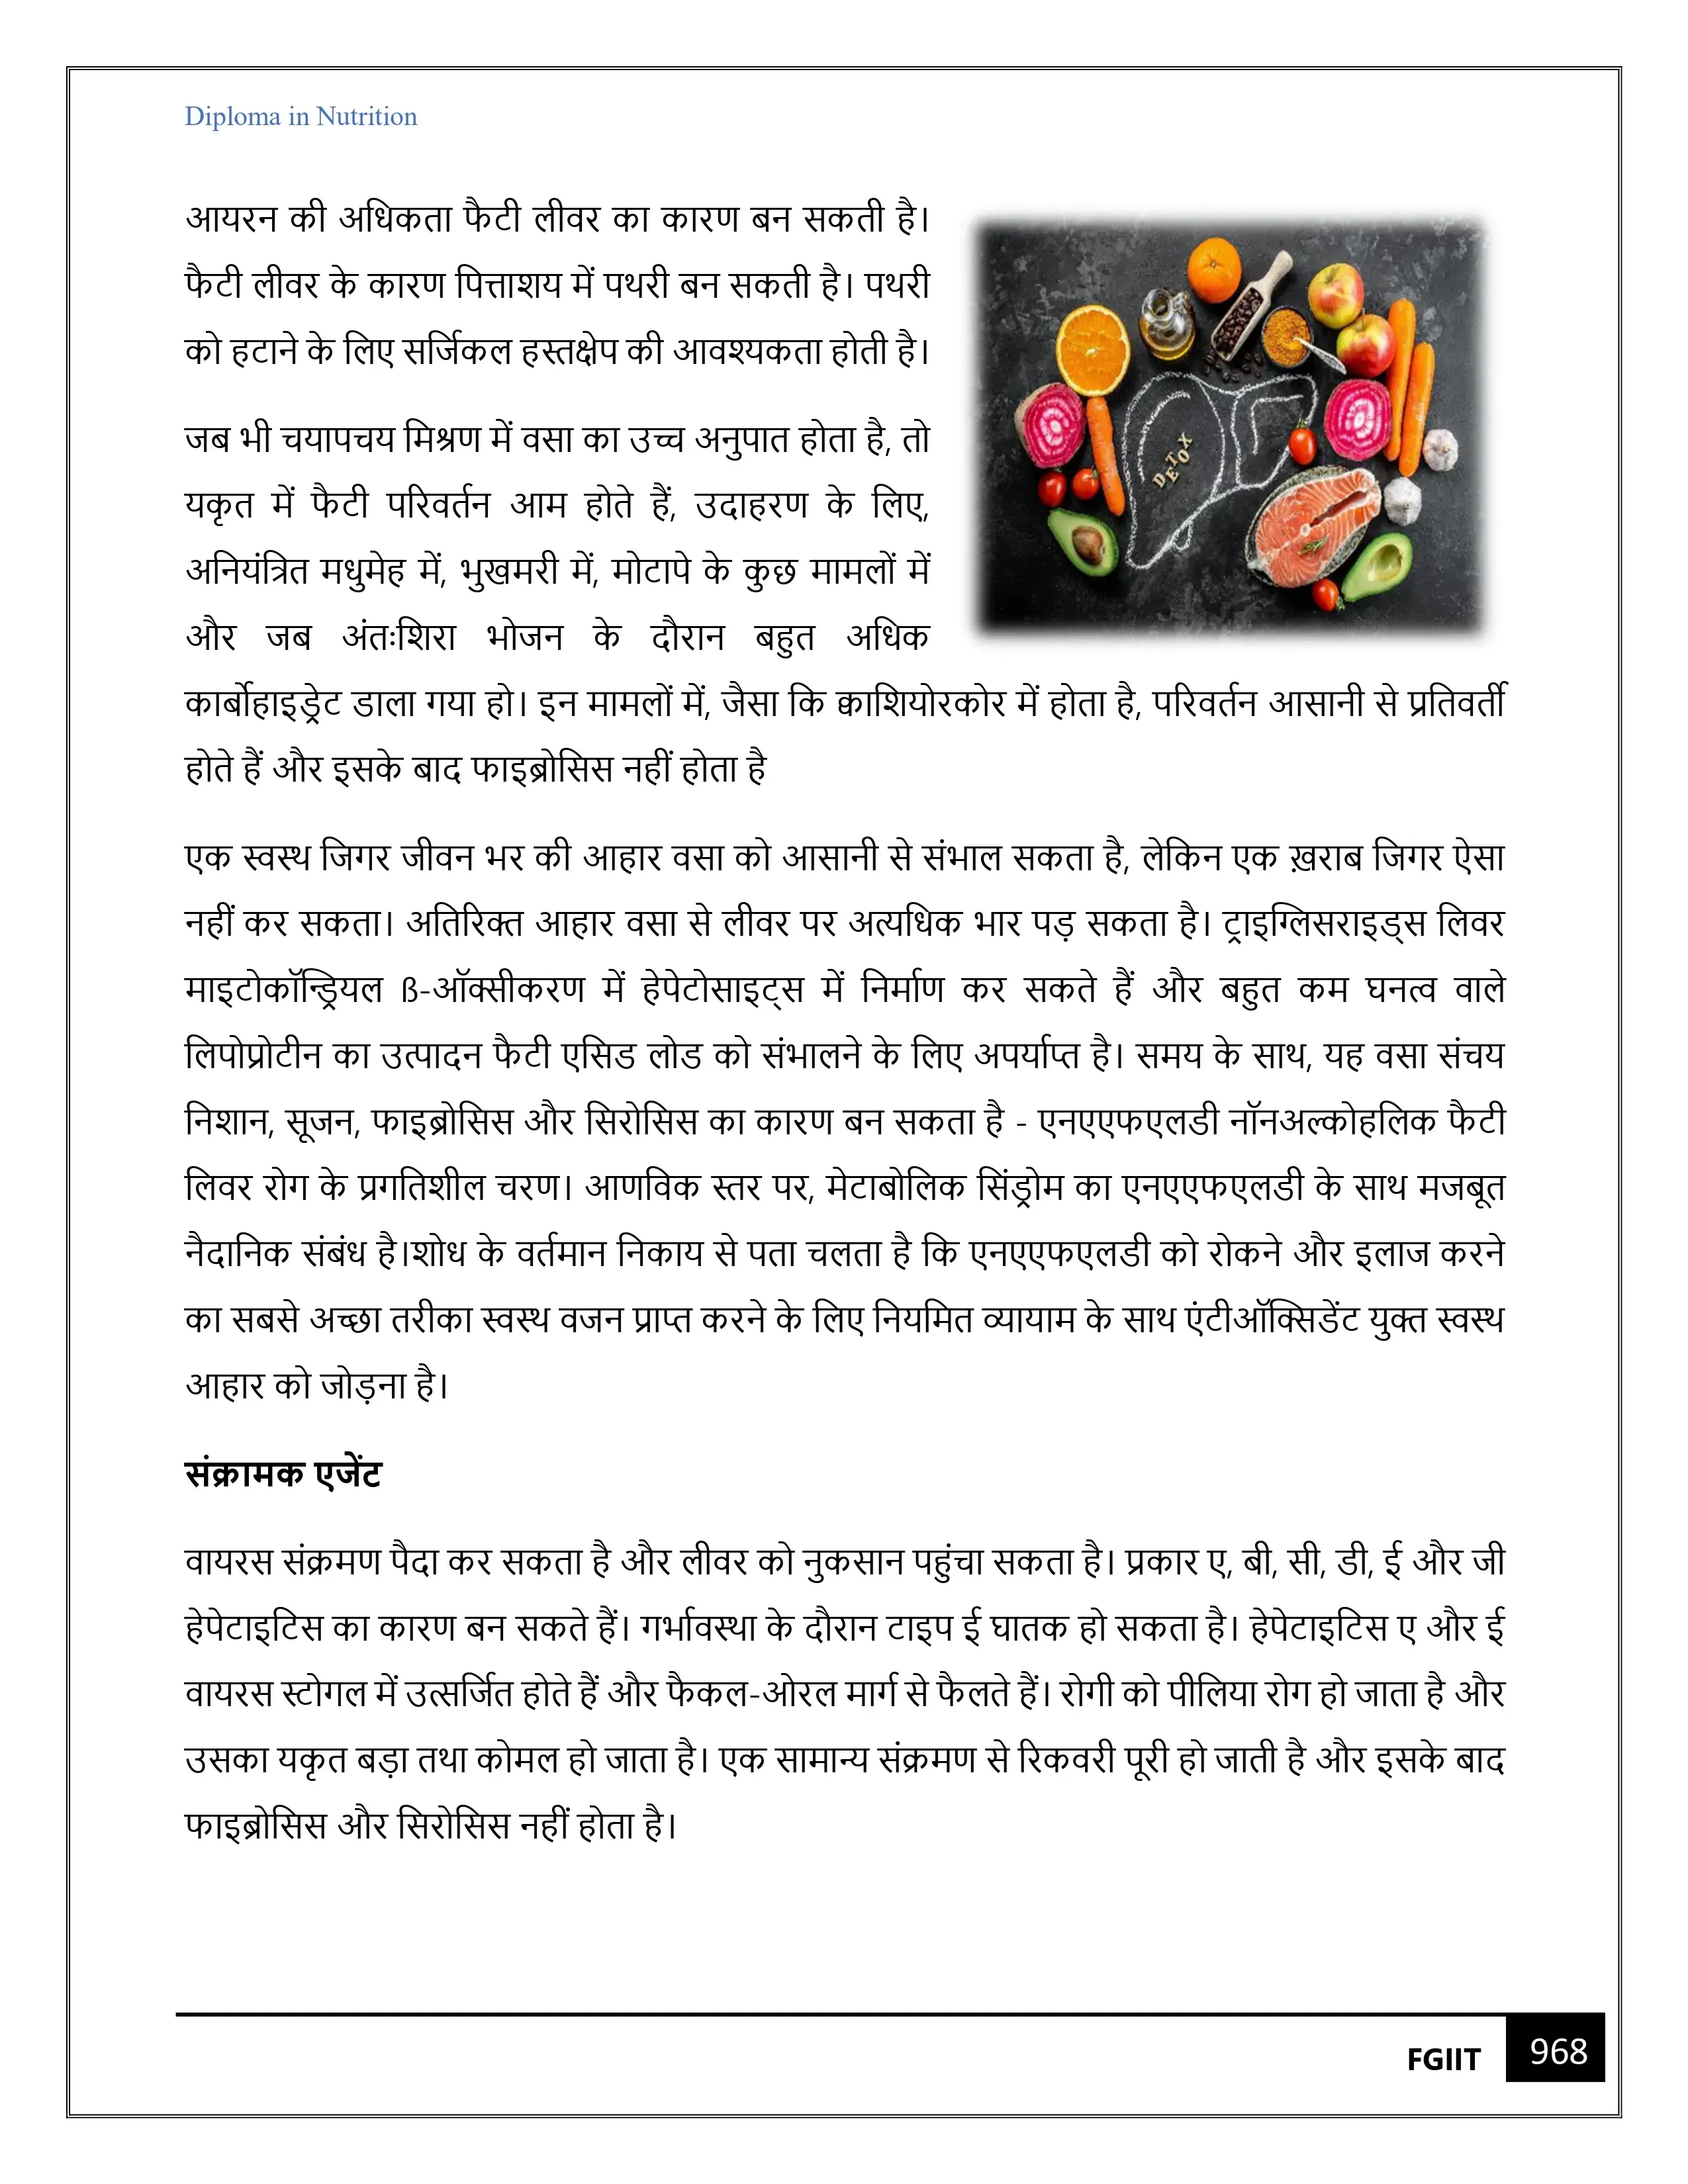 Diploma in Nutrition
आयरन की अधिकता फैटी लीवर का कारण बन सकती है।
फैटी लीवर के कारण पित्ताशय में पथरी बन सकती है। पथरी
को हटाने के लिए सर्जिकल हस्तक्षेप की आवश्यकता होती है।
जब भी चयापचय मिश्रण में वसा का उच्च अनुपात होता है, तो
यकृत में फैटी परिवर्तन आम होते हैं, उदाहरण के लिए,
अनियंत्रित मधुमेह में, भुखमरी में, मोटापे के कुछ मामलों में
और जब अंतःशिरा भोजन के दौरान बहुत अधिक
कार्बोहाइड्रेट डाला गया हो। इन मामलों में, जैसा कि क्वाशियोरकोर में होता है, परिवर्तन आसानी से प्रतिवर्ती
होते हैं और इसके बाद फाइब्रोसिस नहीं होता है
DETOX
एक स्वस्थ जिगर जीवन भर की आहार वसा को आसानी से संभाल सकता है, लेकिन एक ख़राब जिगर ऐसा
नहीं कर सकता। अतिरिक्त आहार वसा से लीवर पर अत्यधिक भार पड़ सकता है। ट्राइग्लिसराइड्स लिवर
माइटोकॉन्ड्रियल ß-ऑक्सीकरण में हेपेटोसाइट्स में निर्माण कर सकते हैं और बहुत कम घनत्व वाले
लिपोप्रोटीन का उत्पादन फैटी एसिड लोड को संभालने के लिए अपर्याप्त है। समय के साथ, यह वसा संचय
निशान, सूजन, फाइब्रोसिस और सिरोसिस का कारण बन सकता है - एनएएफएलडी नॉनअल्कोहलिक फैटी
लिवर रोग के प्रगतिशील चरण। आणविक स्तर पर, मेटाबोलिक सिंड्रोम का एनएएफएलडी के साथ मजबूत
नैदानिक संबंध है।शोध के वर्तमान निकाय से पता चलता है कि एनएएफएलडी को रोकने और इलाज करने
का सबसे अच्छा तरीका स्वस्थ वजन प्राप्त करने के लिए नियमित व्यायाम के साथ एंटीऑक्सिडेंट युक्त स्वस्थ
आहार को जोड़ना है।
संक्रामक एजेंट
वायरस संक्रमण पैदा कर सकता है और लीवर को नुकसान पहुंचा सकता है। प्रकार ए, बी, सी, डी, ई और जी
हेपेटाइटिस का कारण बन सकते हैं। गर्भावस्था के दौरान टाइप ई घातक हो सकता है। हेपेटाइटिस ए और ई
वायरस स्टोगल में उत्सर्जित होते हैं और फैकल-ओरल मार्ग से फैलते हैं। रोगी को पीलिया रोग हो जाता है और
उसका यकृत बड़ा तथा कोमल हो जाता है। एक सामान्य संक्रमण से रिकवरी पूरी हो जाती है और इसके बाद
फाइब्रोसिस और सिरोसिस नहीं होता है।
FGIIT 968